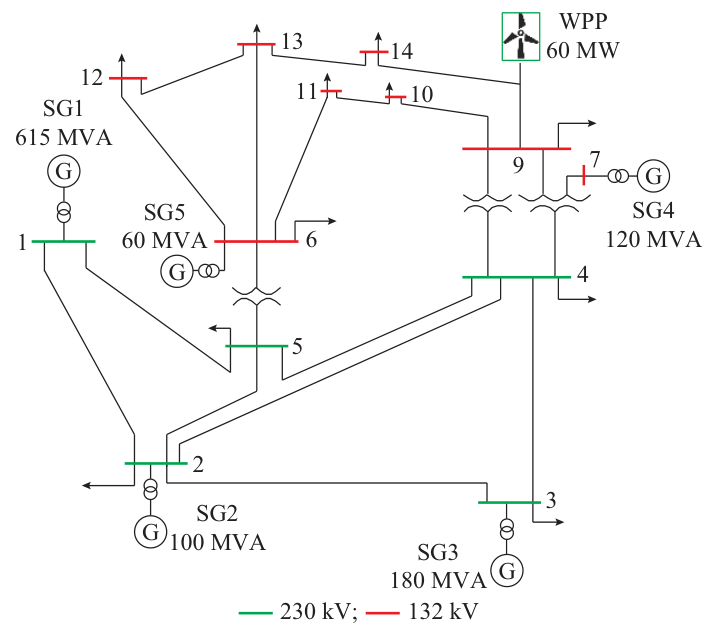 WPP
60 MW
13
14
12
11
10
SG1
615 MVA
G
9
7
G
SG4
120 MVA
SG5
60 MVA
G
6
1
4
5
2
G
SG2
100 MVA
3
SG3
180 MVA
G
230 kV; 132 kV